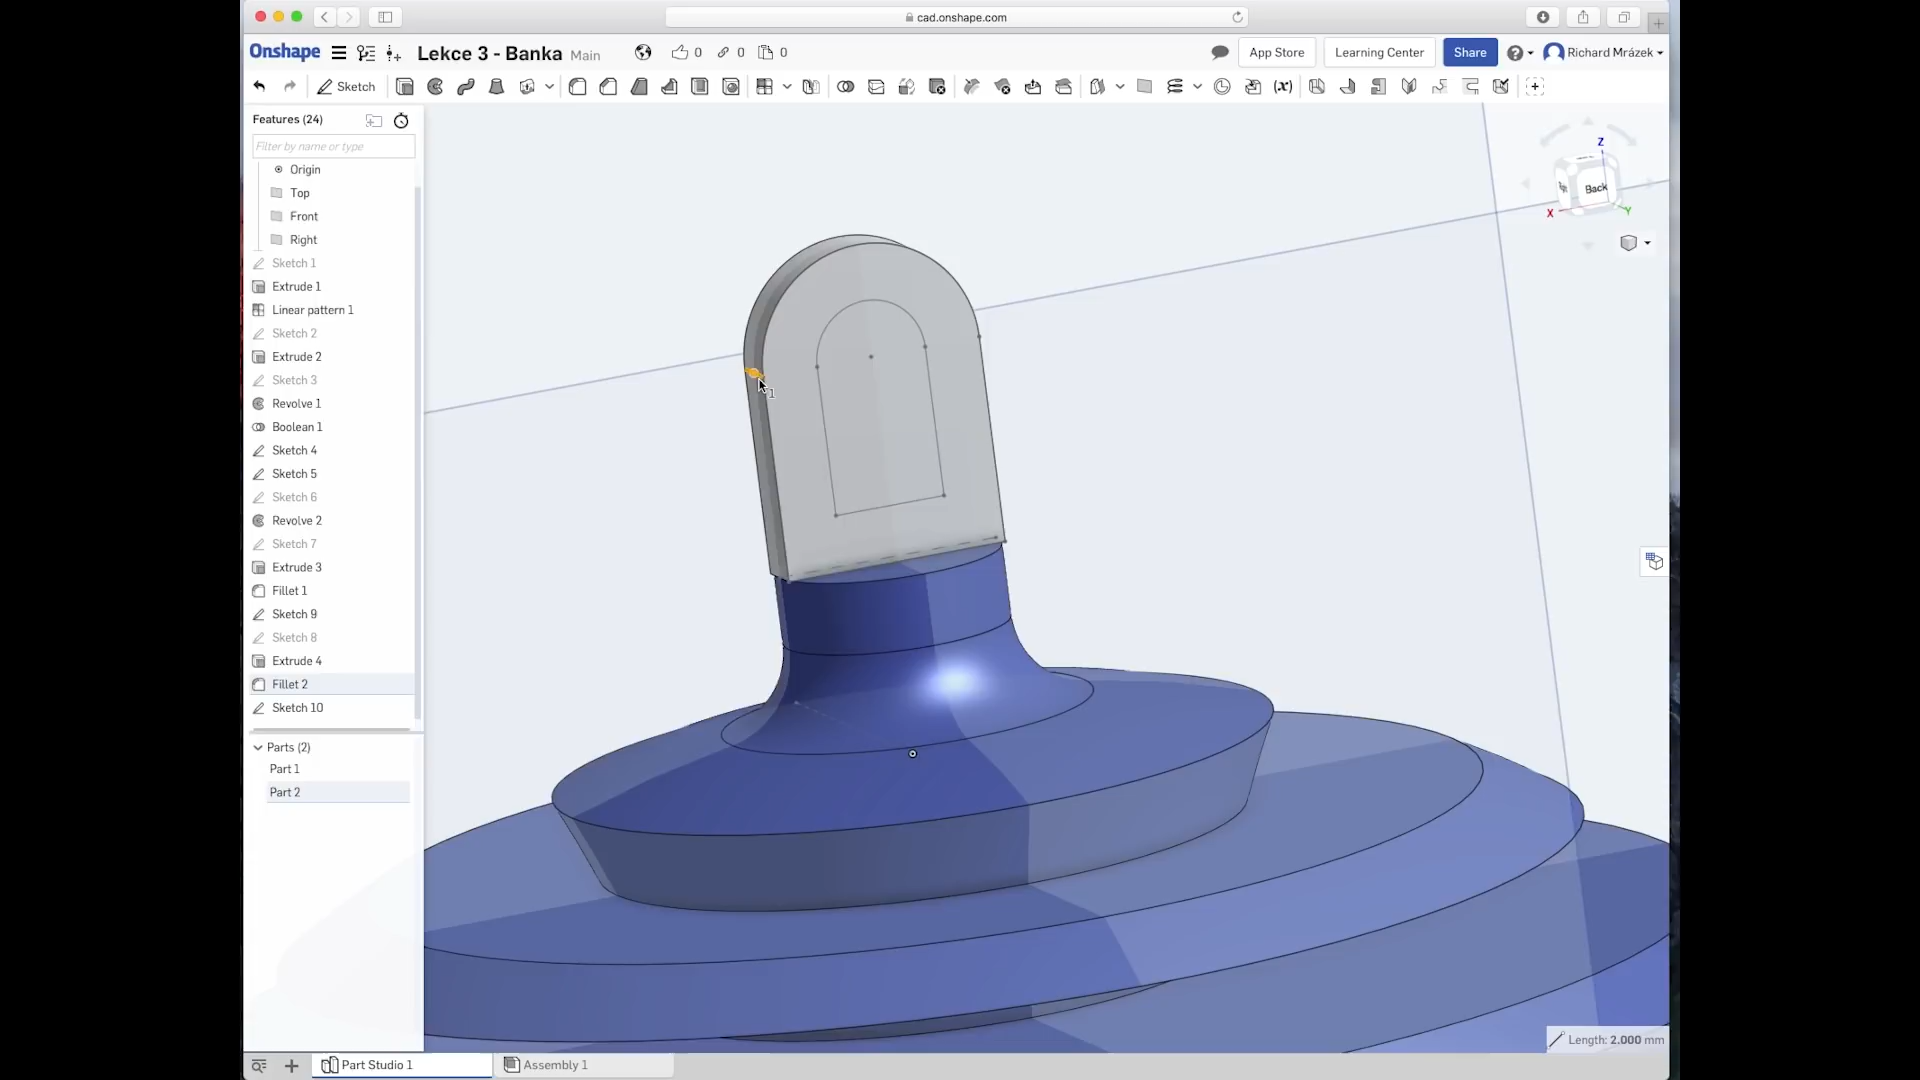 cad.onshape.com
Onshape
Lekce 3 - Banka Main
0 0 0
App Store
Learning Center
Share
Richard Mrázek
Sketch
(x)
Features (24)
Filter by name or type
Origin
Top
Front
Right
Sketch 1
Extrude 1
Linear pattern 1
Sketch 2
Extrude 2
Sketch 3
Revolve 1
Boolean 1
Sketch 4
Sketch 5
Sketch 6
Revolve 2
Sketch 7
Extrude 3
Fillet 1
Sketch 9
Sketch 8
Extrude 4
Fillet 2
Sketch 10
Parts (2)
Part 1
Part 2
1
Z
Back
X
Y
Length: 2.000 mm
Part Studio 1
Assembly 1